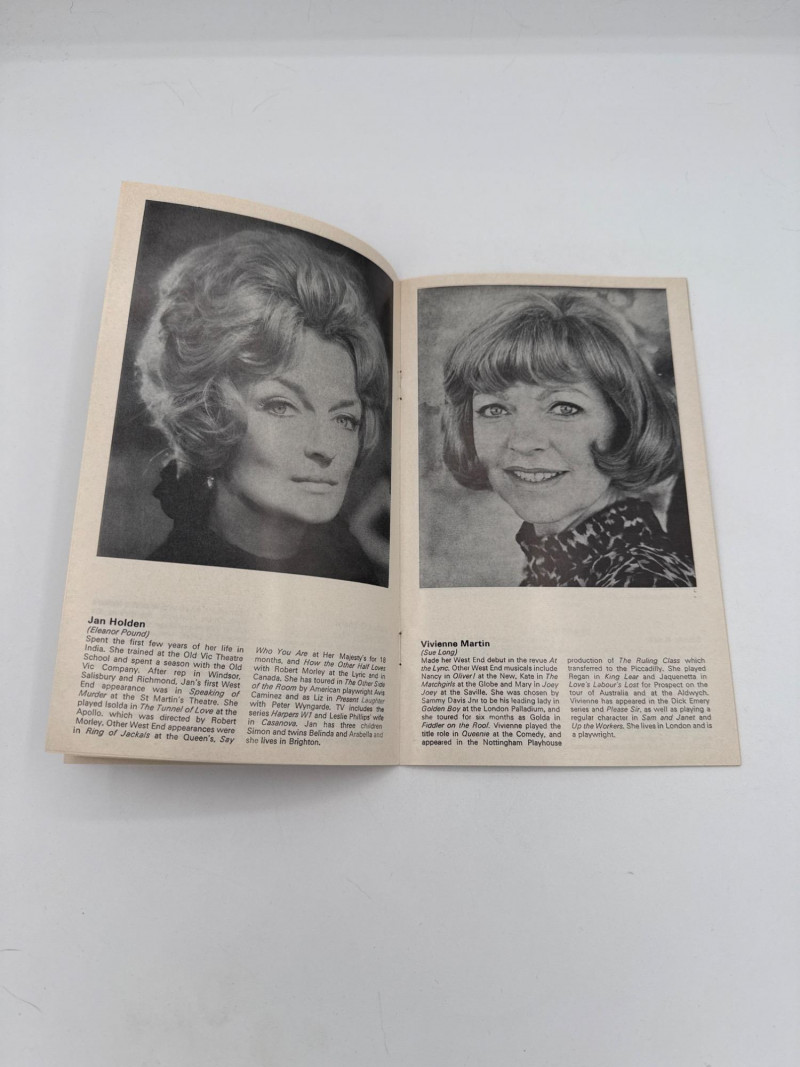 Jan Holden
(Eleanor Pound)
Spent the first few years of her life in
India. She trained at the Old Vic Theatre
School and spent a season with the Old
Vic Company. After rep in Windsor,
Salisbury and Richmond, Jan's first West
End appearance was in Speaking of
Murder at the St Martin's Theatre. She
played Isolda in The Tunnel of Love at the
Apollo, which was directed by Robert
Morley. Other West End appearances were
in Ring of Jackals at the Queen's, Say
Who You Are at Her Majesty's for 18
months, and How the Other Half Loves
with Robert Morley at the Lyric and in
Canada. She has toured in The Other Side
of the Room by American playwright Avis
Caminez and as Liz in Present Laughter
with Peter Wyngarde. TV includes the
series Harpers W1 and Leslie Phillips' wife
in Casanova. Jan has three children
Simon and twins Belinda and Arabella and
she lives in Brighton.
Vivienne Martin
(Sue Long)
Made her West End debut in the revue At
the Lync. Other West End musicals include
Nancy in Oliver! at the New, Kate in The
Matchgirls at the Globe and Mary in Joey
Joey at the Saville. She was chosen by
Sammy Davis Jnr to be his leading lady in
Golden Boy at the London Palladium, and
she toured for six months as Golda in
Fiddler on the Roof. Vivienne played the
title role in Queenie at the Comedy, and
appeared in the Nottingham Playhouse
production of The Ruling Class which
transferred to the Piccadilly. She played
Regan in King Lear and Jaquenetta in
Love's Labour's Lost for Prospect on the
tour of Australia and at the Aldwych.
Vivienne has appeared in the Dick Emery
series and Please Sir, as well as playing a
regular character in Sam and Janet and
Up the Workers. She lives in London and is
a playwright.